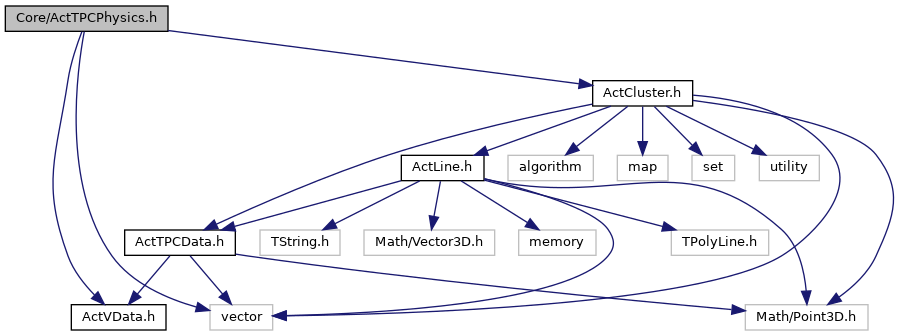 Core/ActTPCPhysics.h
ActCluster.h
ActLine.h
algorithm
map
set
utility
ActTPCData.h
TString.h
Math/Vector3D.h
memory
TPolyLine.h
ActVData.h
vector
Math/Point3D.h